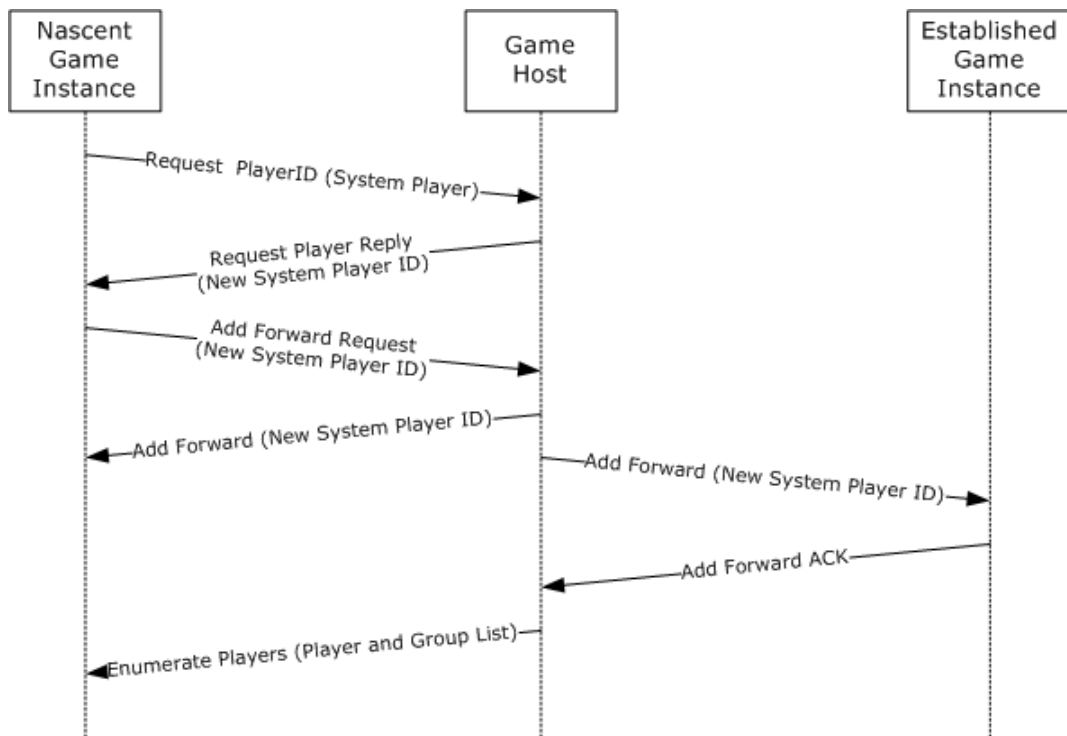 Nascent
Game
Instance
Game
Host
Established
Game
Instance
Request PlayerID (System Player)
Request Player Reply
(New System Player ID)
Add Forward Request
(New System Player ID)
Add Forward (New System Player ID)
Add Forward (New System Player ID)
Add Forward ACK
Enumerate Players (Player and Group List)